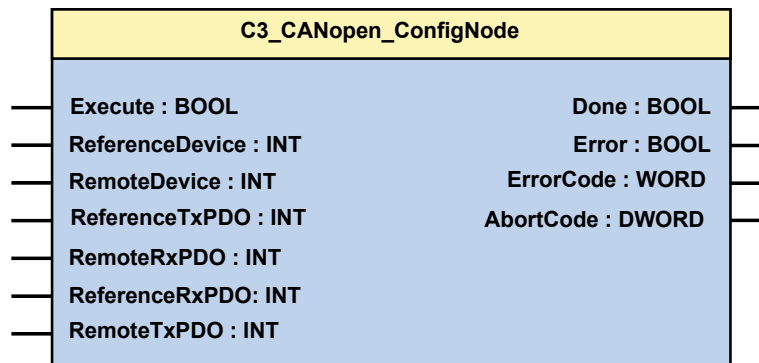 C3_CANopen_ConfigNode
Execute : BOOL
Done : BOOL
ReferenceDevice : INT
Error : BOOL
RemoteDevice : INT
ErrorCode : WORD
ReferenceTxPDO : INT
AbortCode : DWORD
RemoteRxPDO : INT
ReferenceRxPDO: INT
RemoteTxPDO : INT